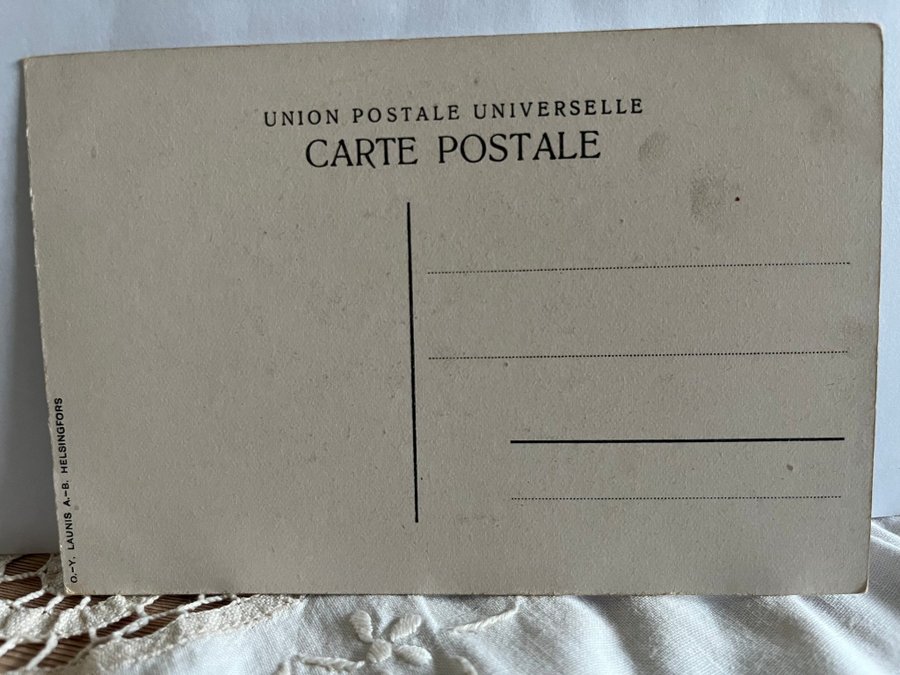 UNION POSTALE UNIVERSELLE
CARTE POSTALE
O.-Y. LAUNIS A.-B. HELSINGFORS